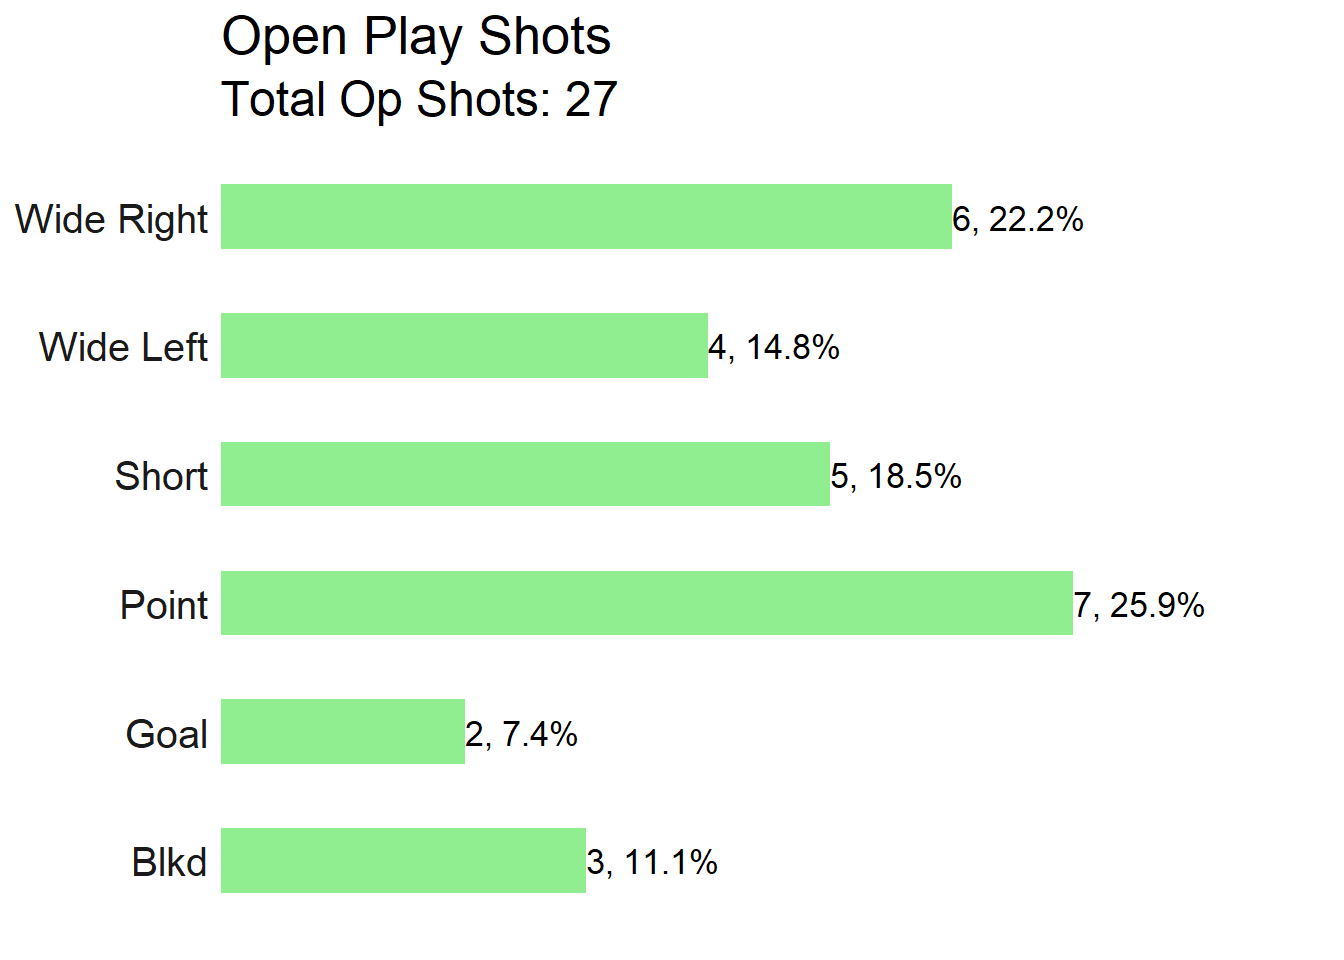 Open Play Shots
Total Op Shots: 27
Wide Right 6, 22.2%
Wide Left 4, 14.8%
Short 5, 18.5%
Point 7, 25.9%
Goal 2, 7.4%
Blkd 3, 11.1%